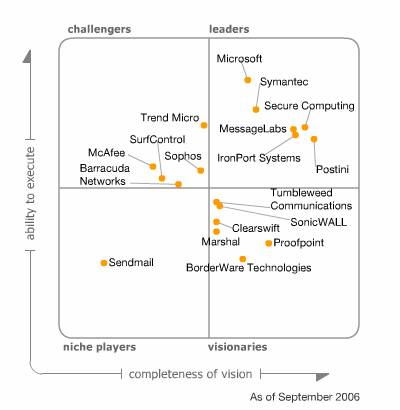 challengers
leaders
Microsoft
Symantec
Secure Computing
Trend Micro
MessageLabs
SurfControl
IronPort Systems
McAfee
Sophos
Postini
Barracuda
Networks
Tumbleweed
Communications
SonicWALL
Clearswift
Marshal
Proofpoint
Sendmail
BorderWare Technologies
ability to execute
niche players
visionaries
completeness of vision
As of September 2006